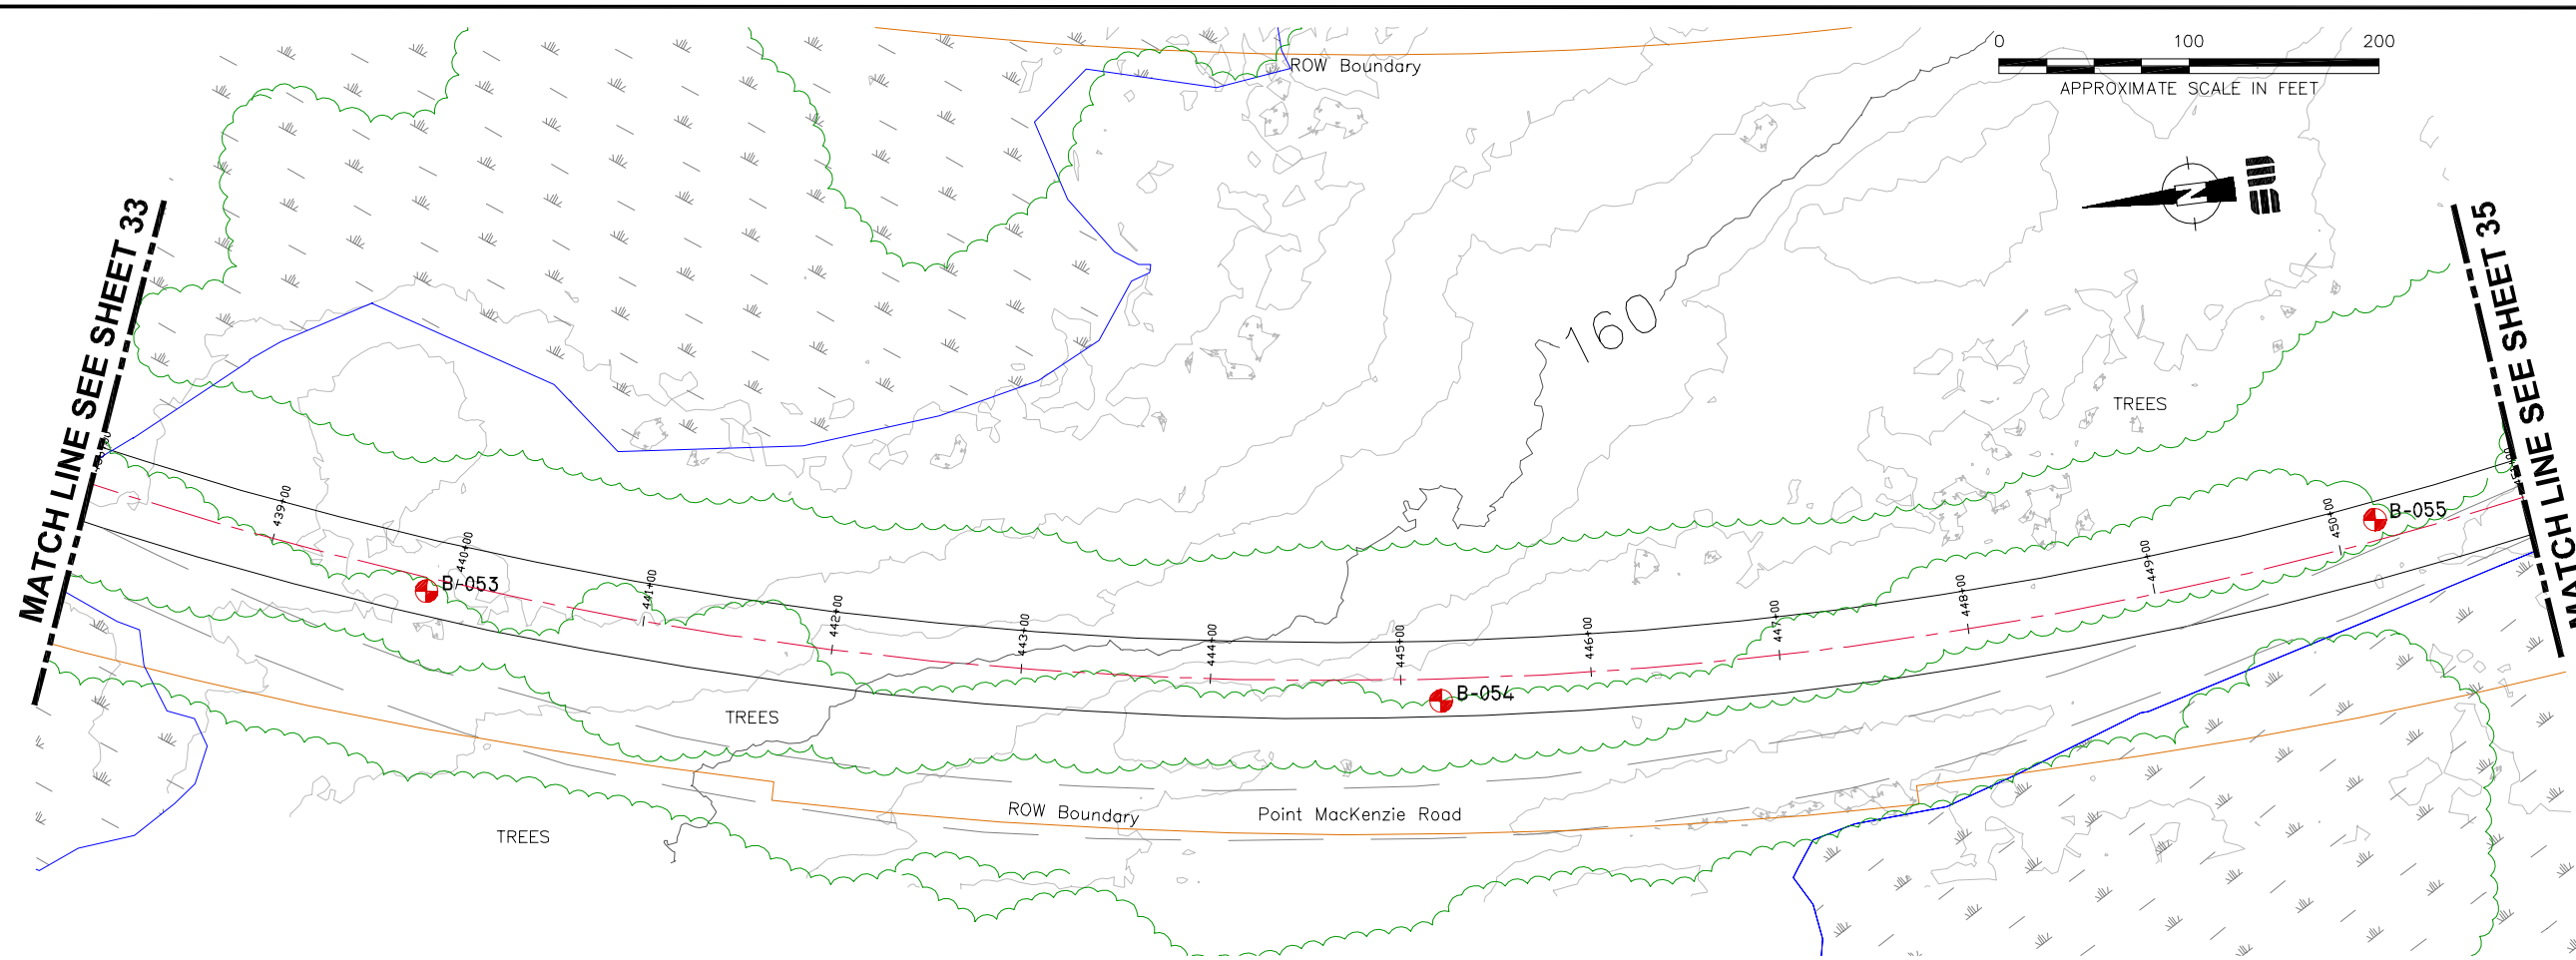 0 100 200
APPROXIMATE SCALE IN FEET
ROW Boundary
N
MATCH LINE SEE SHEET 33
MATCH LINE SEE SHEET 35
160
TREES
439+00
440+00
441+00
442+00
443+00
444+00
445+00
446+00
447+00
448+00
449+00
450+00
B-053
B-054
B-055
TREES
ROW Boundary
Point MacKenzie Road
TREES